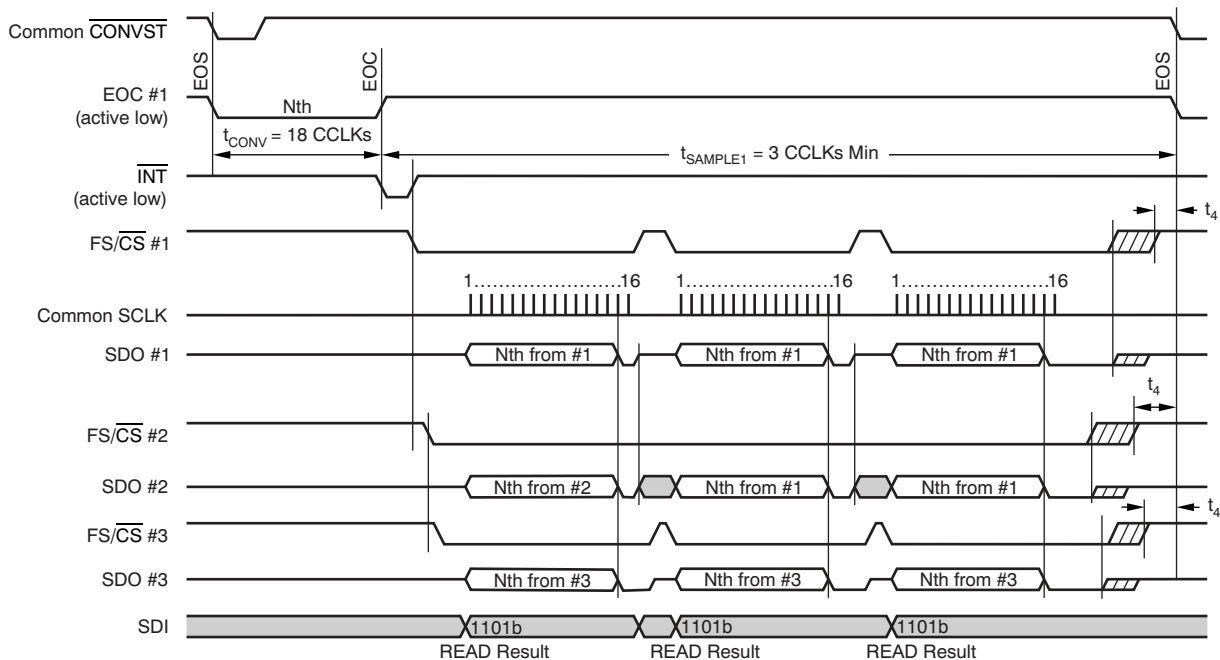 Common CONVST
EOS
EOC
EOS
EOC #1
(active low)
Nth
tCONV = 18 CCLKs
tSAMPLE1 = 3 CCLKs Min
INT
(active low)
t4
FS/CS #1
1.......................16
1.......................16
1.......................16
Common SCLK
SDO #1
Nth from #1
Nth from #1
Nth from #1
t4
FS/CS #2
SDO #2
Nth from #2
Nth from #1
Nth from #1
t4
FS/CS #3
SDO #3
Nth from #3
Nth from #3
Nth from #3
SDI
1101b
1101b
1101b
READ Result
READ Result
READ Result